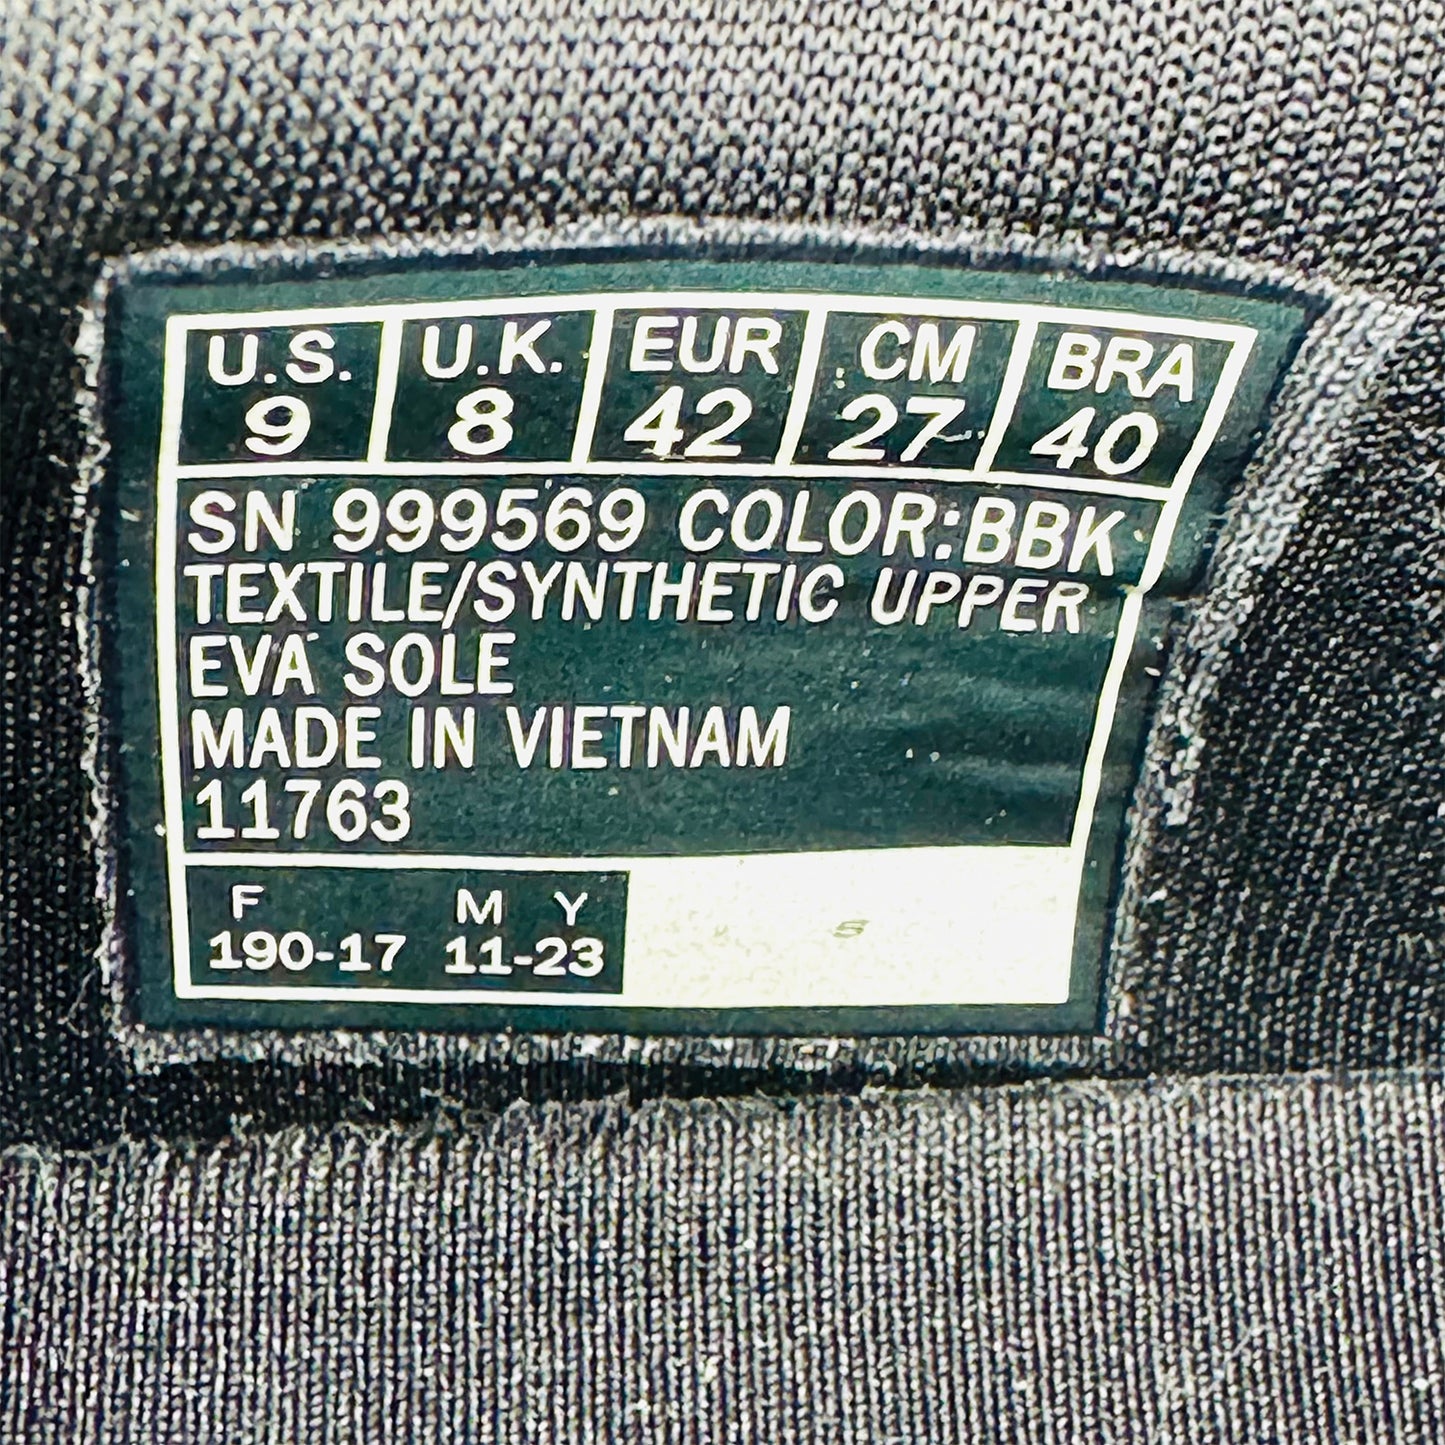 U.S. U.K. EUR CM BRA
9 8 42 27 40
SN 999569 COLOR:BBK
TEXTILE/SYNTHETIC UPPER
EVA SOLE
MADE IN VIETNAM
11763
F M Y
190-17 11-23
S